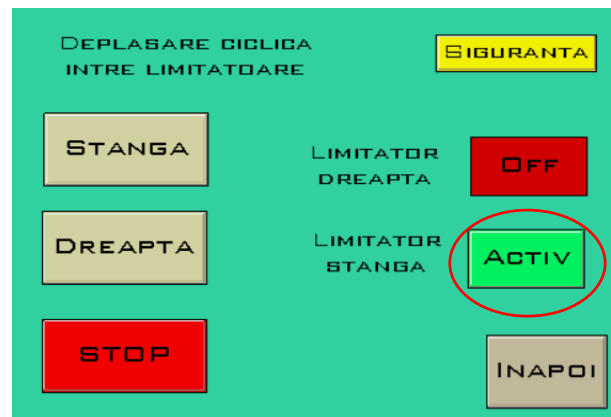 DEPLASARE CICLICA
INTRE LIMITATOARE
SIGURANTA
STANGA
LIMITATOR
DREAPTA
OFF
DREAPTA
LIMITATOR
STANGA
ACTIV
STOP
INAPOI